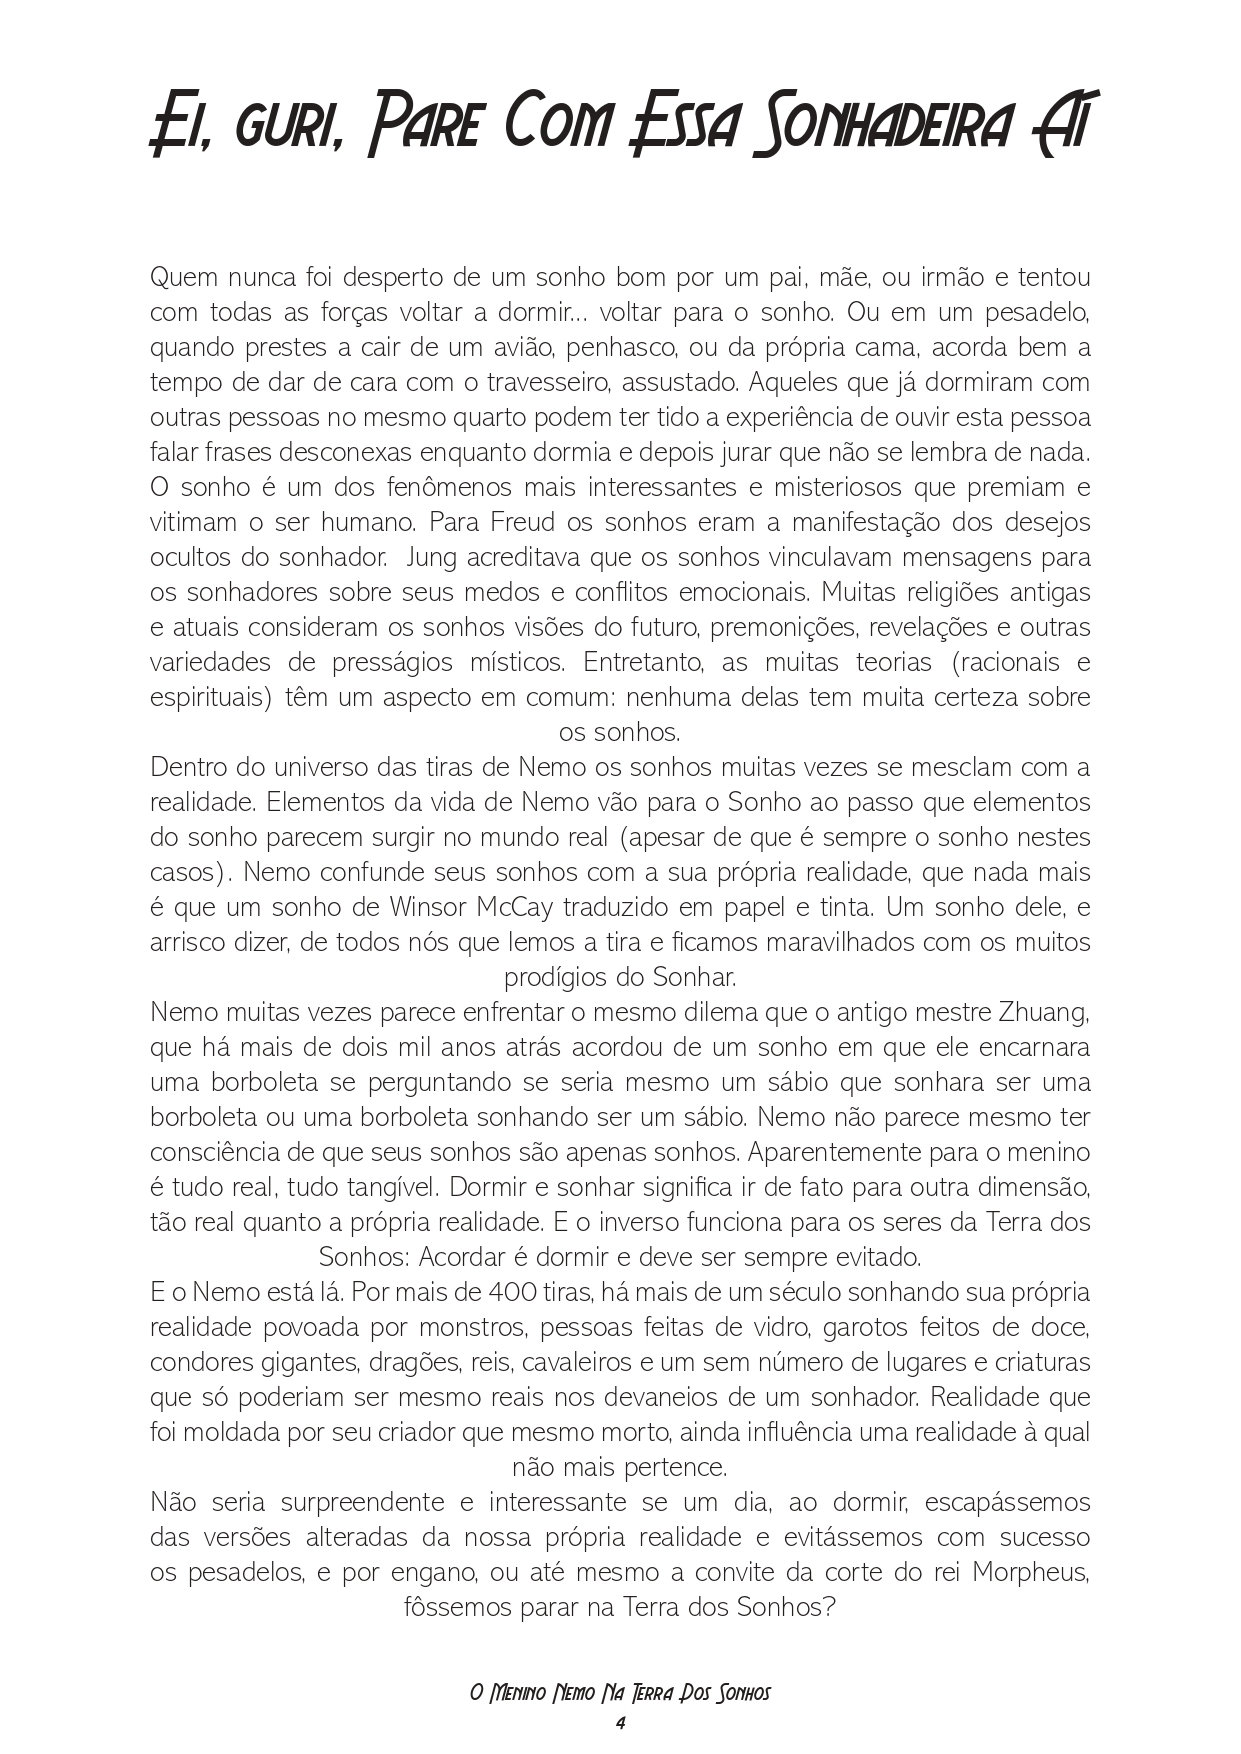 Ei, guri, Pare Com Essa Sonhadeira Aí
Quem nunca foi desperto de um sonho bom por um pai, mãe, ou irmão e tentou
com todas as forças voltar a dormir... voltar para o sonho. Ou em um pesadelo,
quando prestes a cair de um avião, penhasco, ou da própria cama, acorda bem a
tempo de dar de cara com o travesseiro, assustado. Aqueles que já dormiram com
outras pessoas no mesmo quarto podem ter tido a experiência de ouvir esta pessoa
falar frases desconexas enquanto dormia e depois jurar que não se lembra de nada.
O sonho é um dos fenômenos mais interessantes e misteriosos que premiam e
vitimam o ser humano. Para Freud os sonhos eram a manifestação dos desejos
ocultos do sonhador. Jung acreditava que os sonhos vinculavam mensagens para
os sonhadores sobre seus medos e conflitos emocionais. Muitas religiões antigas
e atuais consideram os sonhos visões do futuro, premonições, revelações e outras
variedades de presságios místicos. Entretanto, as muitas teorias (racionais e
espirituais) têm um aspecto em comum: nenhuma delas tem muita certeza sobre
os sonhos.
Dentro do universo das tiras de Nemo os sonhos muitas vezes se mesclam com a
realidade. Elementos da vida de Nemo vão para o Sonho ao passo que elementos
do sonho parecem surgir no mundo real (apesar de que é sempre o sonho nestes
casos). Nemo confunde seus sonhos com a sua própria realidade, que nada mais
é que um sonho de Winsor McCay traduzido em papel e tinta. Um sonho dele, e
arrisco dizer, de todos nós que lemos a tira e ficamos maravilhados com os muitos
prodígios do Sonhar.
Nemo muitas vezes parece enfrentar o mesmo dilema que o antigo mestre Zhuang,
que há mais de dois mil anos atrás acordou de um sonho em que ele encarnara
uma borboleta se perguntando se seria mesmo um sábio que sonhara ser uma
borboleta ou uma borboleta sonhando ser um sábio. Nemo não parece mesmo ter
consciência de que seus sonhos são apenas sonhos. Aparentemente para o menino
é tudo real, tudo tangível. Dormir e sonhar significa ir de fato para outra dimensão,
tão real quanto a própria realidade. E o inverso funciona para os seres da Terra dos
Sonhos: Acordar é dormir e deve ser sempre evitado.
E o Nemo está lá. Por mais de 400 tiras, há mais de um século sonhando sua própria
realidade povoada por monstros, pessoas feitas de vidro, garotos feitos de doce,
condores gigantes, dragões, reis, cavaleiros e um sem número de lugares e criaturas
que só poderiam ser mesmo reais nos devaneios de um sonhador. Realidade que
foi moldada por seu criador que mesmo morto, ainda influência uma realidade à qual
não mais pertence.
Não seria surpreendente e interessante se um dia, ao dormir, escapássemos
das versões alteradas da nossa própria realidade e evitássemos com sucesso
os pesadelos, e por engano, ou até mesmo a convite da corte do rei Morpheus,
fôssemos parar na Terra dos Sonhos?
O Menino Nemo Na Terra Dos Sonhos
4